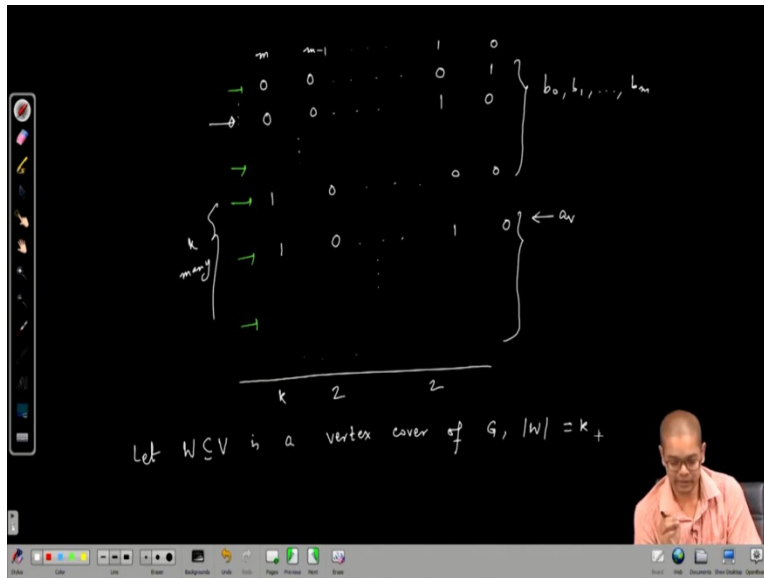 m m-1 . . . 1 0
0 0 . . . . 0 1
0 0 . . . 1 0
b₀, b₁, ..., bₘ
1 0 . . . 0 0
k many
1 0 . . . 1 0 ← aᵥ
k 2 2
Let W⊆V is a vertex cover of G, |W| = k